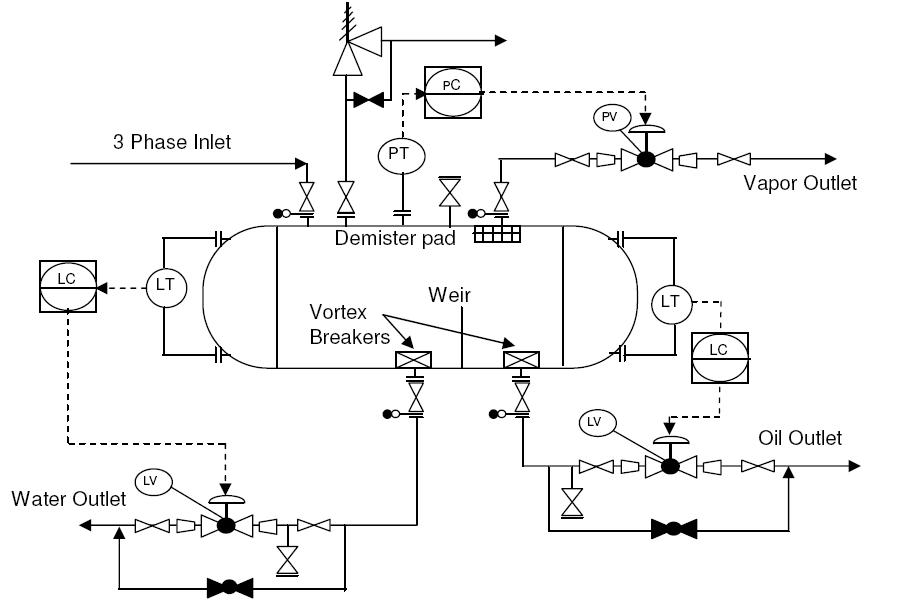 PC
3 Phase Inlet
PV
PT
Vapor Outlet
Demister pad
LC
LT
Weir
LT
Vortex
Breakers
LC
LV
Oil Outlet
LV
Water Outlet